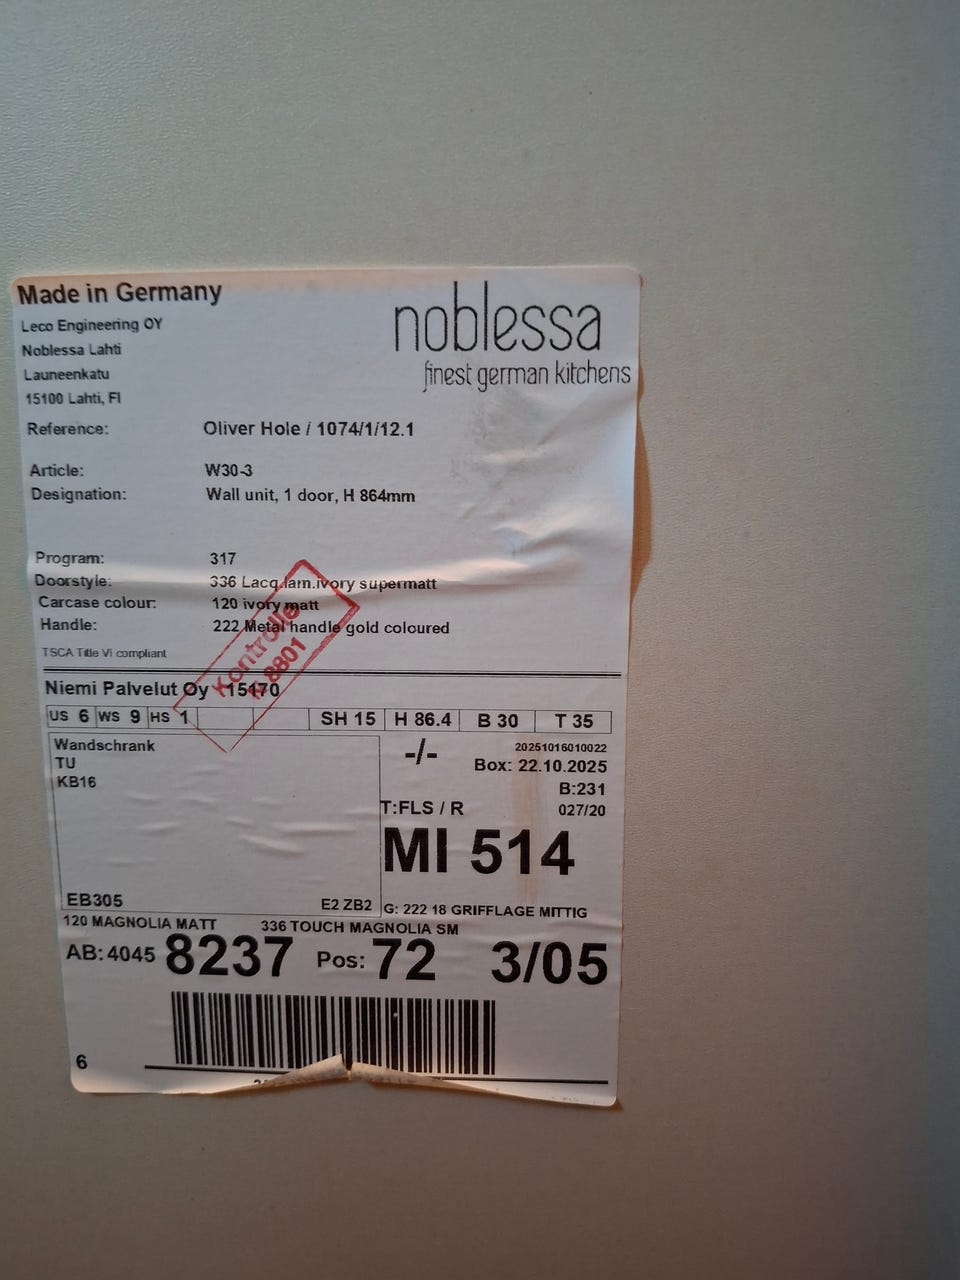 Made in Germany
noblessa
finest german kitchens
Leco Engineering OY
Noblessa Lahti
Launeenkatu
15100 Lahti, FI
Reference: Oliver Hole / 1074/1/12.1
Article: W30-3
Designation: Wall unit, 1 door, H 864mm
Program: 317
Doorstyle: 336 Lacq.lam.ivory supermatt
Carcase colour: 120 ivory matt
Handle: 222 Metal handle gold coloured
TSCA Title VI compliant
Kontrolle
8801
Niemi Palvelut Oy 15170
US 6 WS 9 HS 1 SH 15 H 86.4 B 30 T 35
Wandschrank
TU
KB16
-/-
20251016010022
Box: 22.10.2025
B:231
T:FLS / R 027/20
MI 514
EB305 E2 ZB2 G: 222 18 GRIFFLAGE MITTIG
120 MAGNOLIA MATT 336 TOUCH MAGNOLIA SM
AB: 4045 8237 Pos: 72 3/05
6